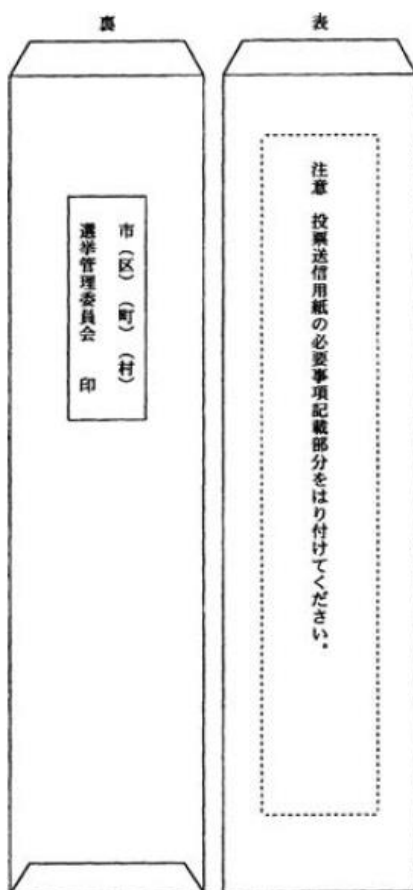 表
注意 投票送信用紙の必要事項記載部分をはり付けてください。
裏
市(区)(町)(村)
選挙管理委員会 印